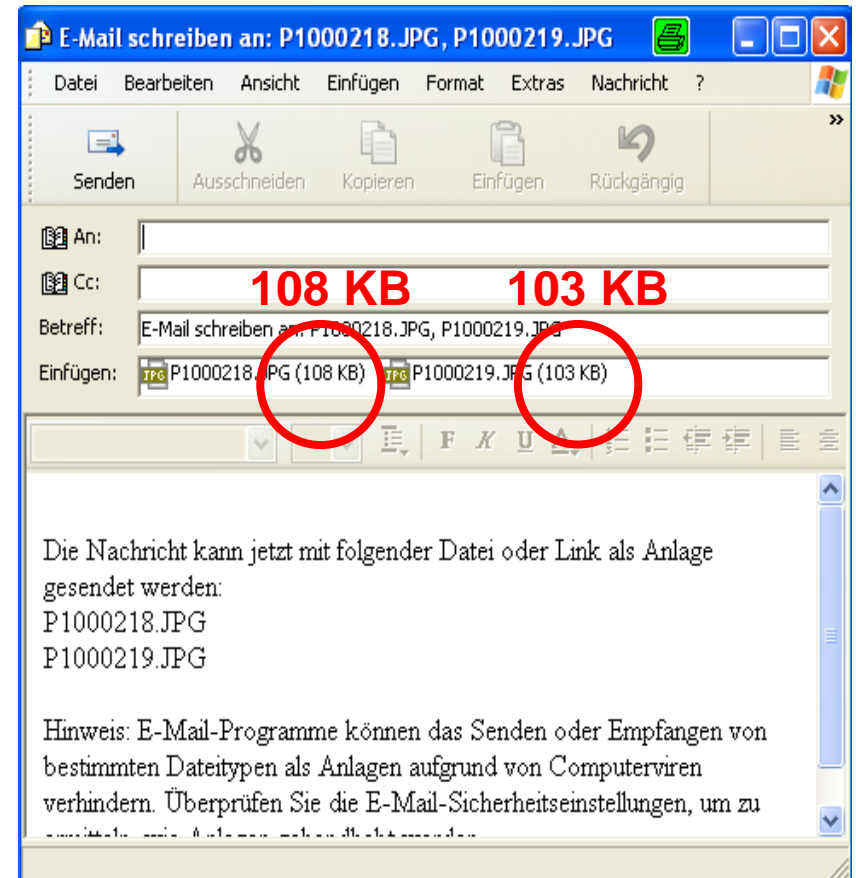 E-Mail schreiben an: P1000218.JPG, P1000219.JPG
Datei Bearbeiten Ansicht Einfügen Format Extras Nachricht ?
Senden Ausschneiden Kopieren Einfügen Rückgängig »
An:
Cc:
108 KB 103 KB
Betreff: E-Mail schreiben an: P1000218.JPG, P1000219.JPG
Einfügen: P1000218.JPG (108 KB) P1000219.JPG (103 KB)
F K U A
Die Nachricht kann jetzt mit folgender Datei oder Link als Anlage
gesendet werden:
P1000218.JPG
P1000219.JPG
Hinweis: E-Mail-Programme können das Senden oder Empfangen von
bestimmten Dateitypen als Anlagen aufgrund von Computerviren
verhindern. Überprüfen Sie die E-Mail-Sicherheitseinstellungen, um zu